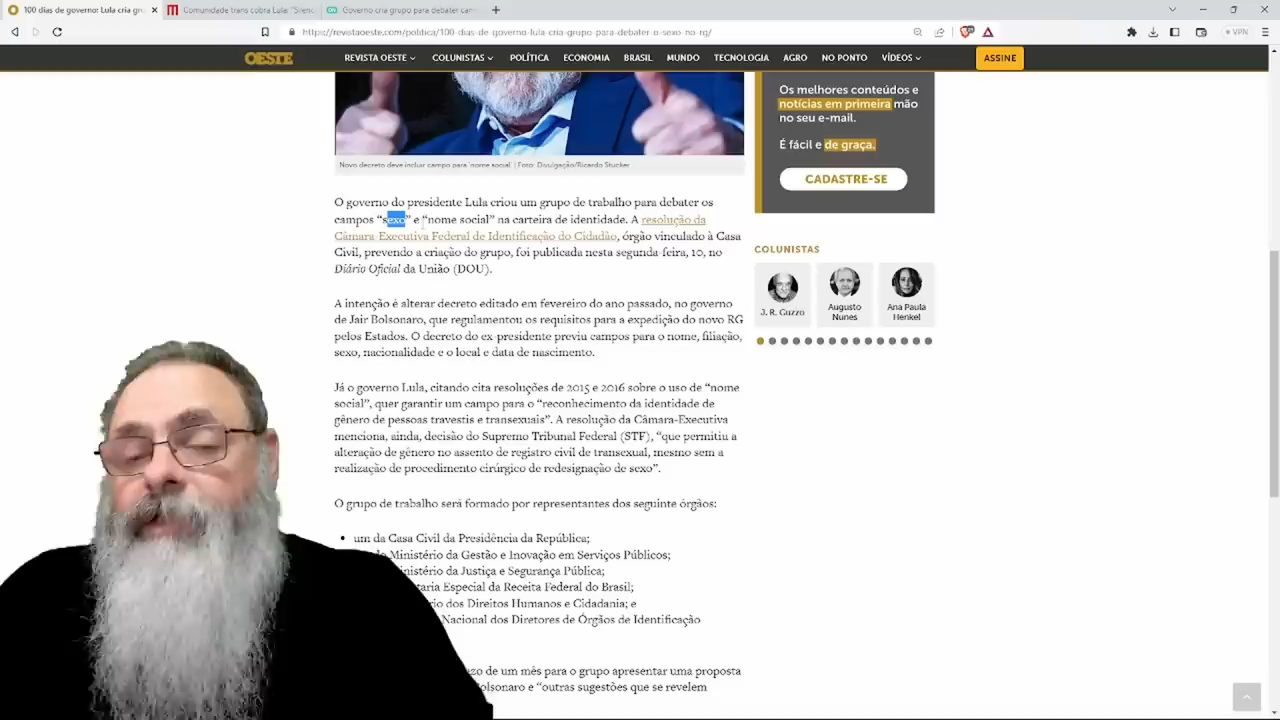 100 dias de governo: Lula cria gru
Comunidade trans cobra Lula: "Silenc
Governo cria grupo para debater cam
https://revistaoeste.com/politica/100-dias-de-governo-lula-cria-grupo-para-debater-o-sexo-no-rg/
VPN
OESTE
REVISTA OESTE COLUNISTAS POLÍTICA ECONOMIA BRASIL MUNDO TECNOLOGIA AGRO NO PONTO VÍDEOS ASSINE
Os melhores conteúdos e
notícias em primeira mão
no seu e-mail.
É fácil e de graça.
CADASTRE-SE
Novo decreto deve incluir campo para 'nome social' | Foto: Divulgação/Ricardo Stucker
O governo do presidente Lula criou um grupo de trabalho para debater os
campos “sexo” e “nome social” na carteira de identidade. A resolução da
Câmara-Executiva Federal de Identificação do Cidadão, órgão vinculado à Casa
Civil, prevendo a criação do grupo, foi publicada nesta segunda-feira, 10, no
Diário Oficial da União (DOU).
COLUNISTAS
J. R. Guzzo
Augusto
Nunes
Ana Paula
Henkel
A intenção é alterar decreto editado em fevereiro do ano passado, no governo
de Jair Bolsonaro, que regulamentou os requisitos para a expedição do novo RG
pelos Estados. O decreto do ex-presidente previu campos para o nome, filiação,
sexo, nacionalidade e o local e data de nascimento.
Já o governo Lula, citando cita resoluções de 2015 e 2016 sobre o uso de “nome
social”, quer garantir um campo para o “reconhecimento da identidade de
gênero de pessoas travestis e transexuais”. A resolução da Câmara-Executiva
menciona, ainda, decisão do Supremo Tribunal Federal (STF), “que permitiu a
alteração de gênero no assento de registro civil de transexual, mesmo sem a
realização de procedimento cirúrgico de redesignação de sexo”.
O grupo de trabalho será formado por representantes dos seguinte órgãos:
• um da Casa Civil da Presidência da República;
Ministério da Gestão e Inovação em Serviços Públicos;
nistério da Justiça e Segurança Pública;
taria Especial da Receita Federal do Brasil;
rio dos Direitos Humanos e Cidadania; e
Nacional dos Diretores de Órgãos de Identificação
azo de um mês para o grupo apresentar uma proposta
olsonaro e “outras sugestões que se revelem